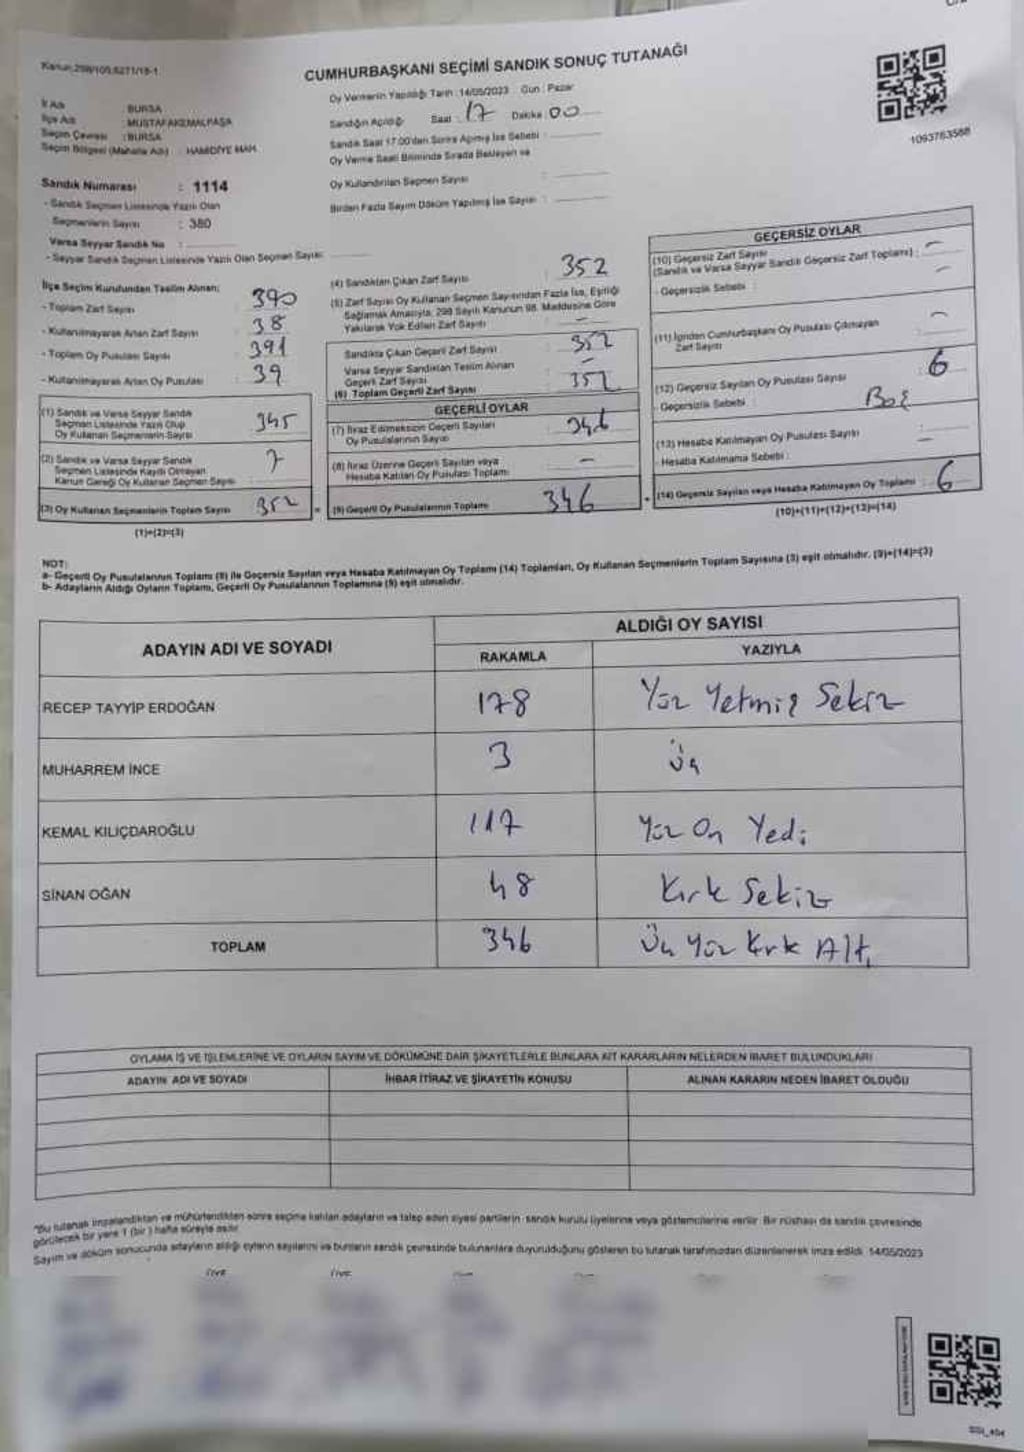 Kanun:298/105,6271/18-1
CUMHURBAŞKANI SEÇİMİ SANDIK SONUÇ TUTANAĞI
Oy Vermenin Yapıldığı Tarih :14/05/2023 Gün : Pazar
İl Adı : BURSA
İlçe Adı : MUSTAFAKEMALPAŞA
Seçim Çevresi : BURSA
Seçim Bölgesi (Mahalle Adı) : HAMİDİYE MAH.
Sandığın Açıldığı Saat : 17 Dakika : 00
Sandık Saat 17.00'dan Sonra Açılmış İse Sebebi :
Oy Verme Saati Bitiminde Sırada Bekleyen ve
Oy Kullandırılan Seçmen Sayısı :
Birden Fazla Sayım Döküm Yapılmış İse Sayısı :
1093763588
Sandık Numarası : 1114
- Sandık Seçmen Listesinde Yazılı Olan
Seçmenlerin Sayısı : 380
Varsa Seyyar Sandık No :
- Seyyar Sandık Seçmen Listesinde Yazılı Olan Seçmen Sayısı:
İlçe Seçim Kurulundan Teslim Alınan;
- Toplam Zarf Sayısı : 390
- Kullanılmayarak Artan Zarf Sayısı : 38
- Toplam Oy Pusulası Sayısı : 391
- Kullanılmayarak Artan Oy Pusulası : 39
(1) Sandık ve Varsa Seyyar Sandık
Seçmen Listesinde Yazılı Olup
Oy Kullanan Seçmenlerin Sayısı : 345
(2) Sandık ve Varsa Seyyar Sandık
Seçmen Listesinde Kayıtlı Olmayan
Kanun Gereği Oy Kullanan Seçmen Sayısı : 7
(3) Oy Kullanan Seçmenlerin Toplam Sayısı : 352
(1)+(2)=(3)
(4) Sandıktan Çıkan Zarf Sayısı : 352
(5) Zarf Sayısı Oy Kullanan Seçmen Sayısından Fazla İse, Eşitliği
Sağlamak Amacıyla, 298 Sayılı Kanunun 98. Maddesine Göre
Yakılarak Yok Edilen Zarf Sayısı : –
Sandıkta Çıkan Geçerli Zarf Sayısı : 352
Varsa Seyyar Sandıktan Teslim Alınan
Geçerli Zarf Sayısı : –
(6) Toplam Geçerli Zarf Sayısı : 352
GEÇERLİ OYLAR
(7) İtiraz Edilmeksizin Geçerli Sayılan
Oy Pusulalarının Sayısı : 346
(8) İtiraz Üzerine Geçerli Sayılan veya
Hesaba Katılan Oy Pusulası Toplamı : –
(9) Geçerli Oy Pusulalarının Toplamı : 346
GEÇERSİZ OYLAR
(10) Geçersiz Zarf Sayısı
(Sandık ve Varsa Seyyar Sandık Geçersiz Zarf Toplamı) : –
- Geçersizlik Sebebi : –
(11) İçinden Cumhurbaşkanı Oy Pusulası Çıkmayan
Zarf Sayısı : –
(12) Geçersiz Sayılan Oy Pusulası Sayısı : 6
- Geçersizlik Sebebi : Boş
(13) Hesaba Katılmayan Oy Pusulası Sayısı :
- Hesaba Katılmama Sebebi : –
(14) Geçersiz Sayılan veya Hesaba Katılmayan Oy Toplamı : 6
(10)+(11)+(12)+(13)=(14)
NOT:
a- Geçerli Oy Pusulalarının Toplamı (9) ile Geçersiz Sayılan veya Hesaba Katılmayan Oy Toplamı (14) Toplamları, Oy Kullanan Seçmenlerin Toplam Sayısına (3) eşit olmalıdır. (9)+(14)=(3)
b- Adayların Aldığı Oyların Toplamı, Geçerli Oy Pusulalarının Toplamına (9) eşit olmalıdır.
ADAYIN ADI VE SOYADI ALDIĞI OY SAYISI
RAKAMLA YAZIYLA
RECEP TAYYİP ERDOĞAN 178 Yüz Yetmiş Sekiz
MUHARREM İNCE 3 Üç
KEMAL KILIÇDAROĞLU 117 Yüz On Yedi
SİNAN OĞAN 48 Kırk Sekiz
TOPLAM 346 Üç Yüz Kırk Altı
OYLAMA İŞ VE İŞLEMLERİNE VE OYLARIN SAYIM VE DÖKÜMÜNE DAİR ŞİKAYETLERLE BUNLARA AİT KARARLARIN NELERDEN İBARET BULUNDUKLARI
ADAYIN ADI VE SOYADI İHBAR İTİRAZ VE ŞİKAYETİN KONUSU ALINAN KARARIN NEDEN İBARET OLDUĞU
*Bu tutanak imzalandıktan ve mühürlendikten sonra seçime katılan adayların ve talep eden siyasi partilerin sandık kurulu üyelerine veya gözlemcilerine verilir. Bir nüshası da sandık çevresinde
görülecek bir yere 1 (bir ) hafta süreyle asılır.
Sayım ve döküm sonucunda adayların aldığı oyların sayılarını ve bunların sandık çevresinde bulunanlara duyurulduğunu gösteren bu tutanak tarafımızdan düzenlenerek imza edildi. 14/05/2023